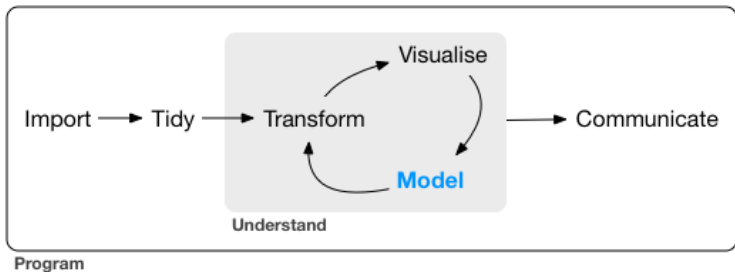 Visualise
Import
Tidy
Transform
Communicate
Model
Understand
Program